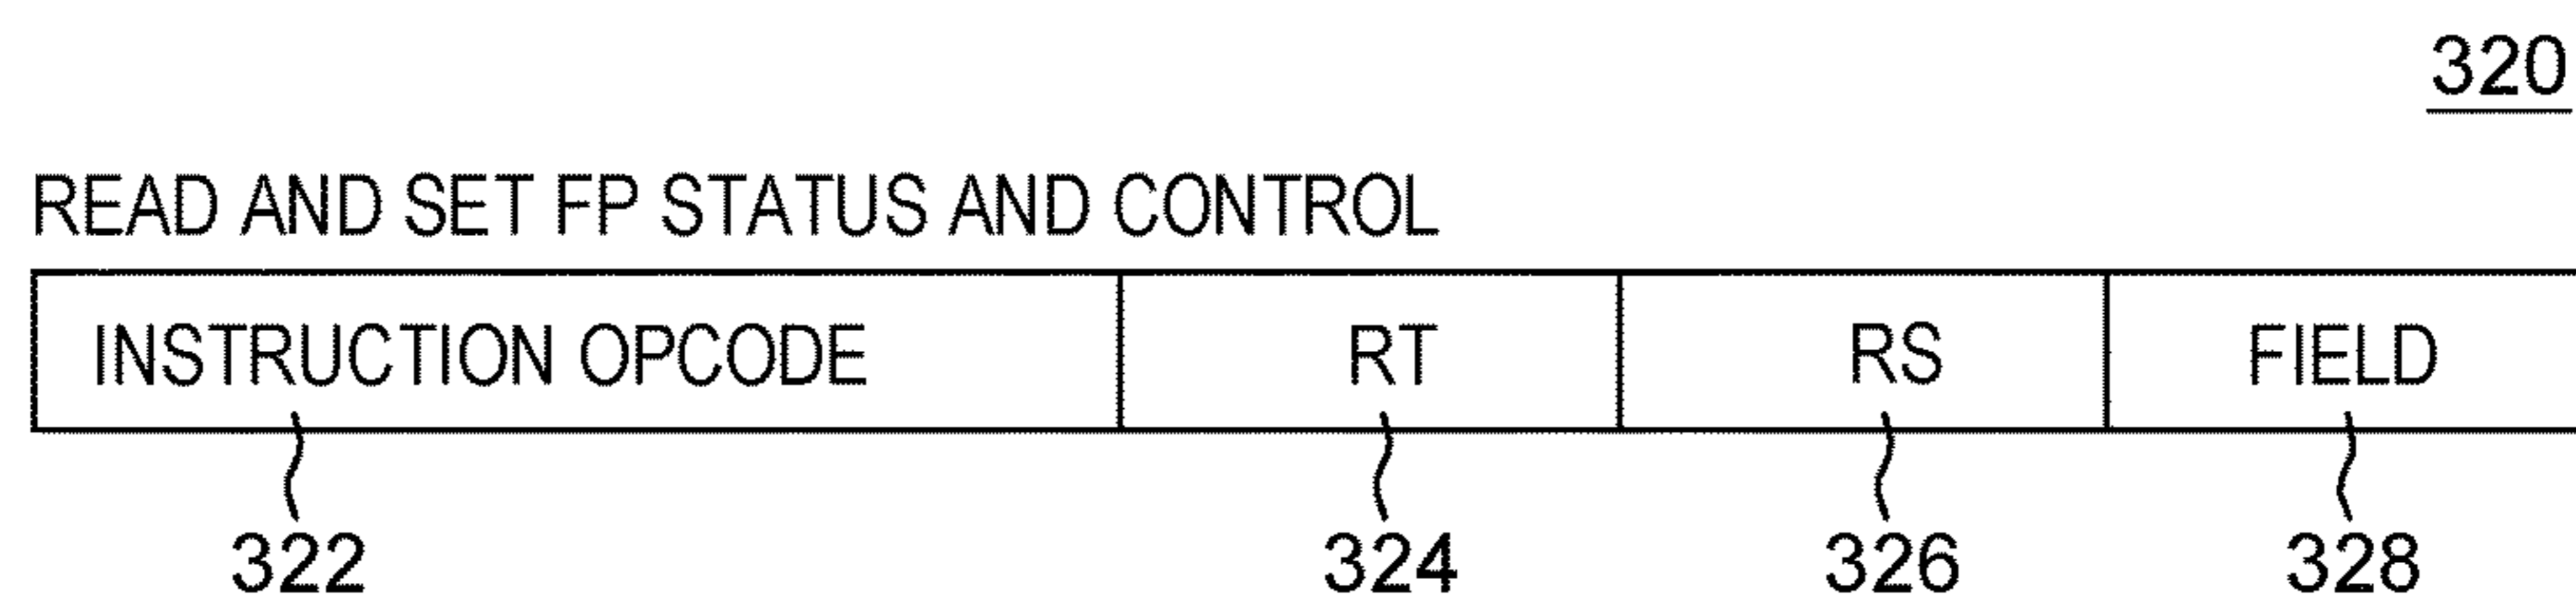 320
READ AND SET FP STATUS AND CONTROL
INSTRUCTION OPCODE RT RS FIELD
322 324 326 328